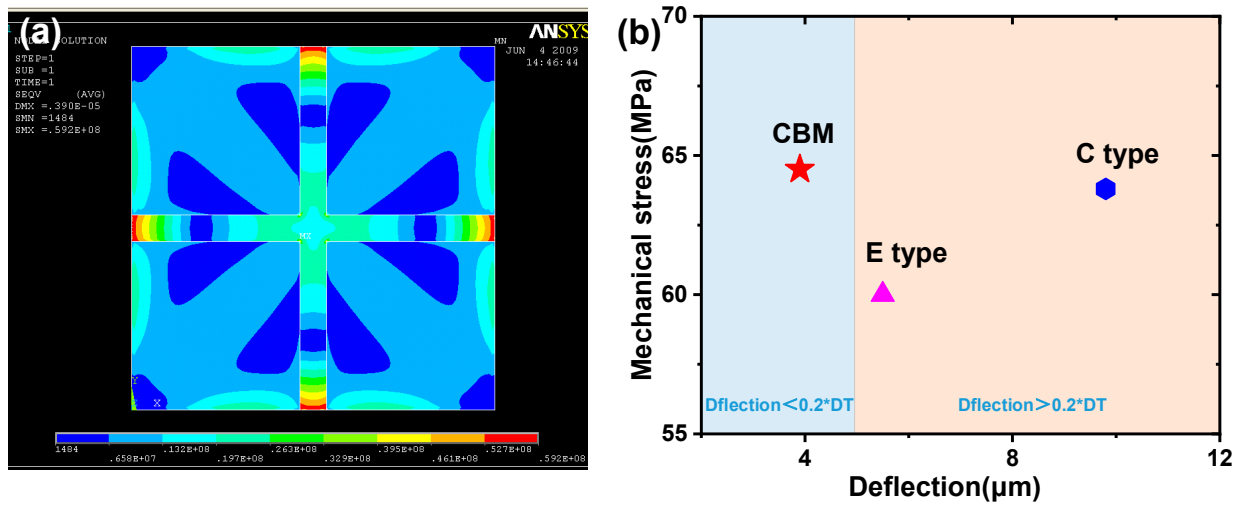 (a)
1
ANSYS
NODAL SOLUTION
MN
JUN 4 2009
14:46:44
STEP=1
SUB =1
TIME=1
SEQV (AVG)
DMX =.390E-05
SMN =1484
SMX =.592E+08
MX
Y
X
1484 .132E+08 .263E+08 .395E+08 .527E+08
.658E+07 .197E+08 .329E+08 .461E+08 .592E+08
(b)
Mechanical stress(MPa)
70
65
60
55
CBM
C type
E type
Dflection<0.2*DT
Dflection>0.2*DT
4 8 12
Deflection(μm)